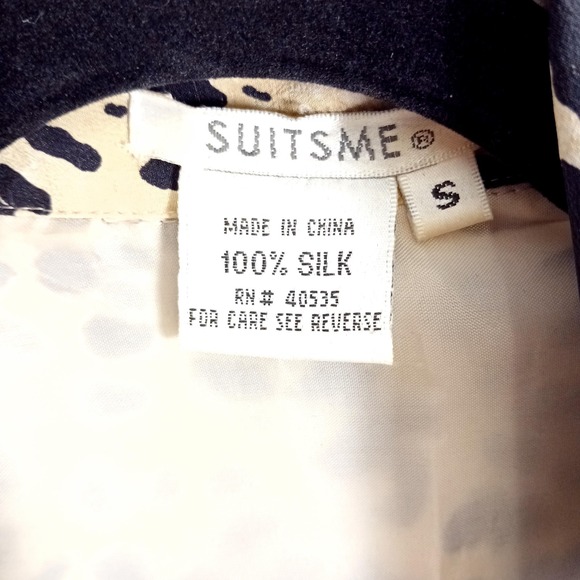 SUITSME®
S
MADE IN CHINA
100% SILK
RN# 40535
FOR CARE SEE REVERSE